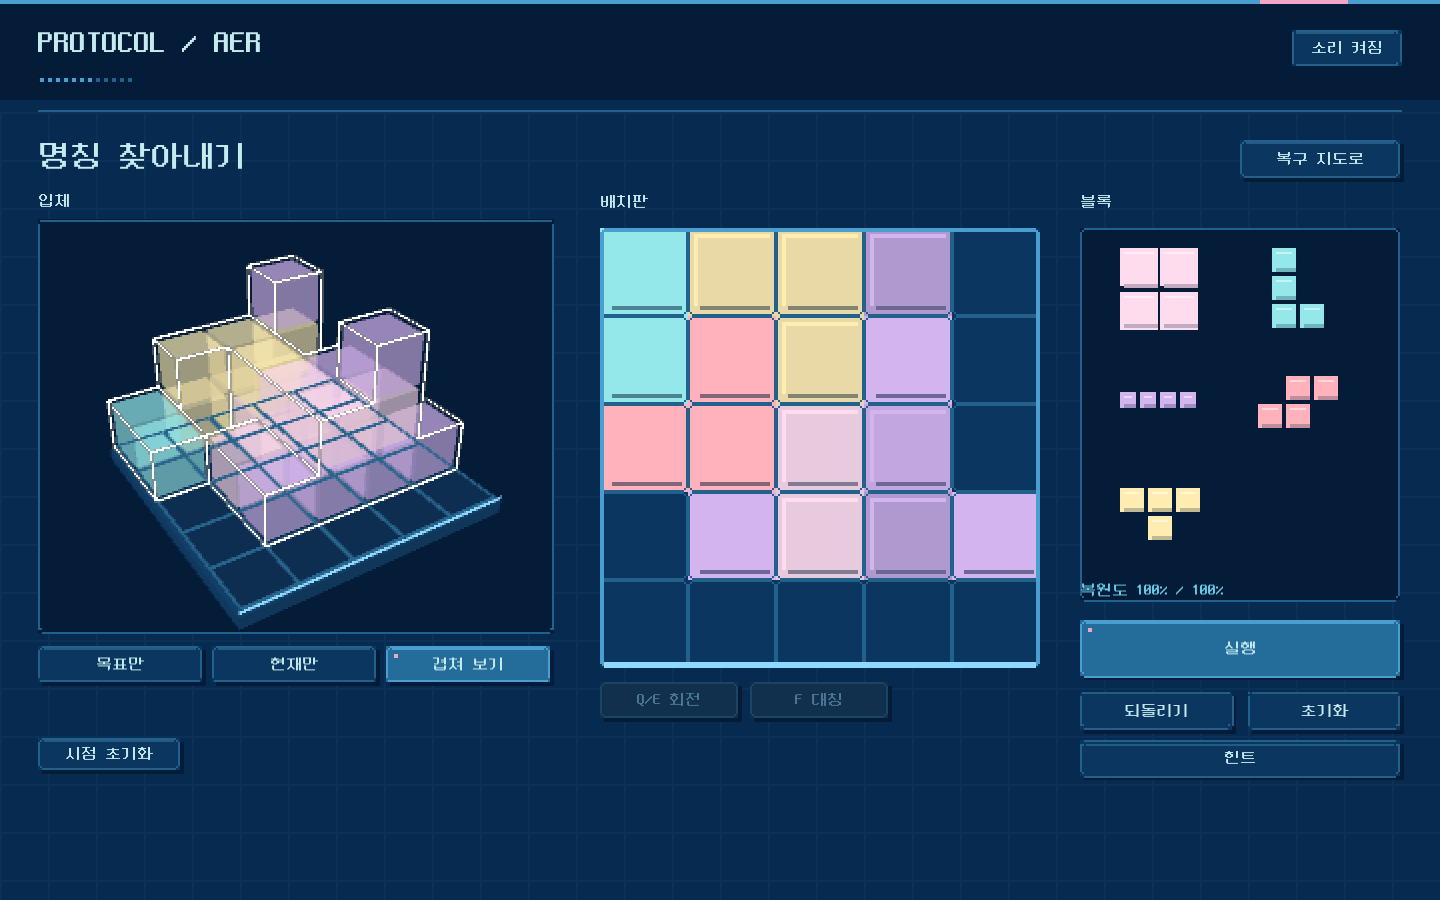 PROTOCOL / AER
소리 켜짐
명칭 찾아내기
복구 지도로
입체
배치판
블록
복원도 100% / 100%
목표만
현재만
겹쳐 보기
실행
Q/E 회전
F 대칭
되돌리기
초기화
시점 초기화
힌트